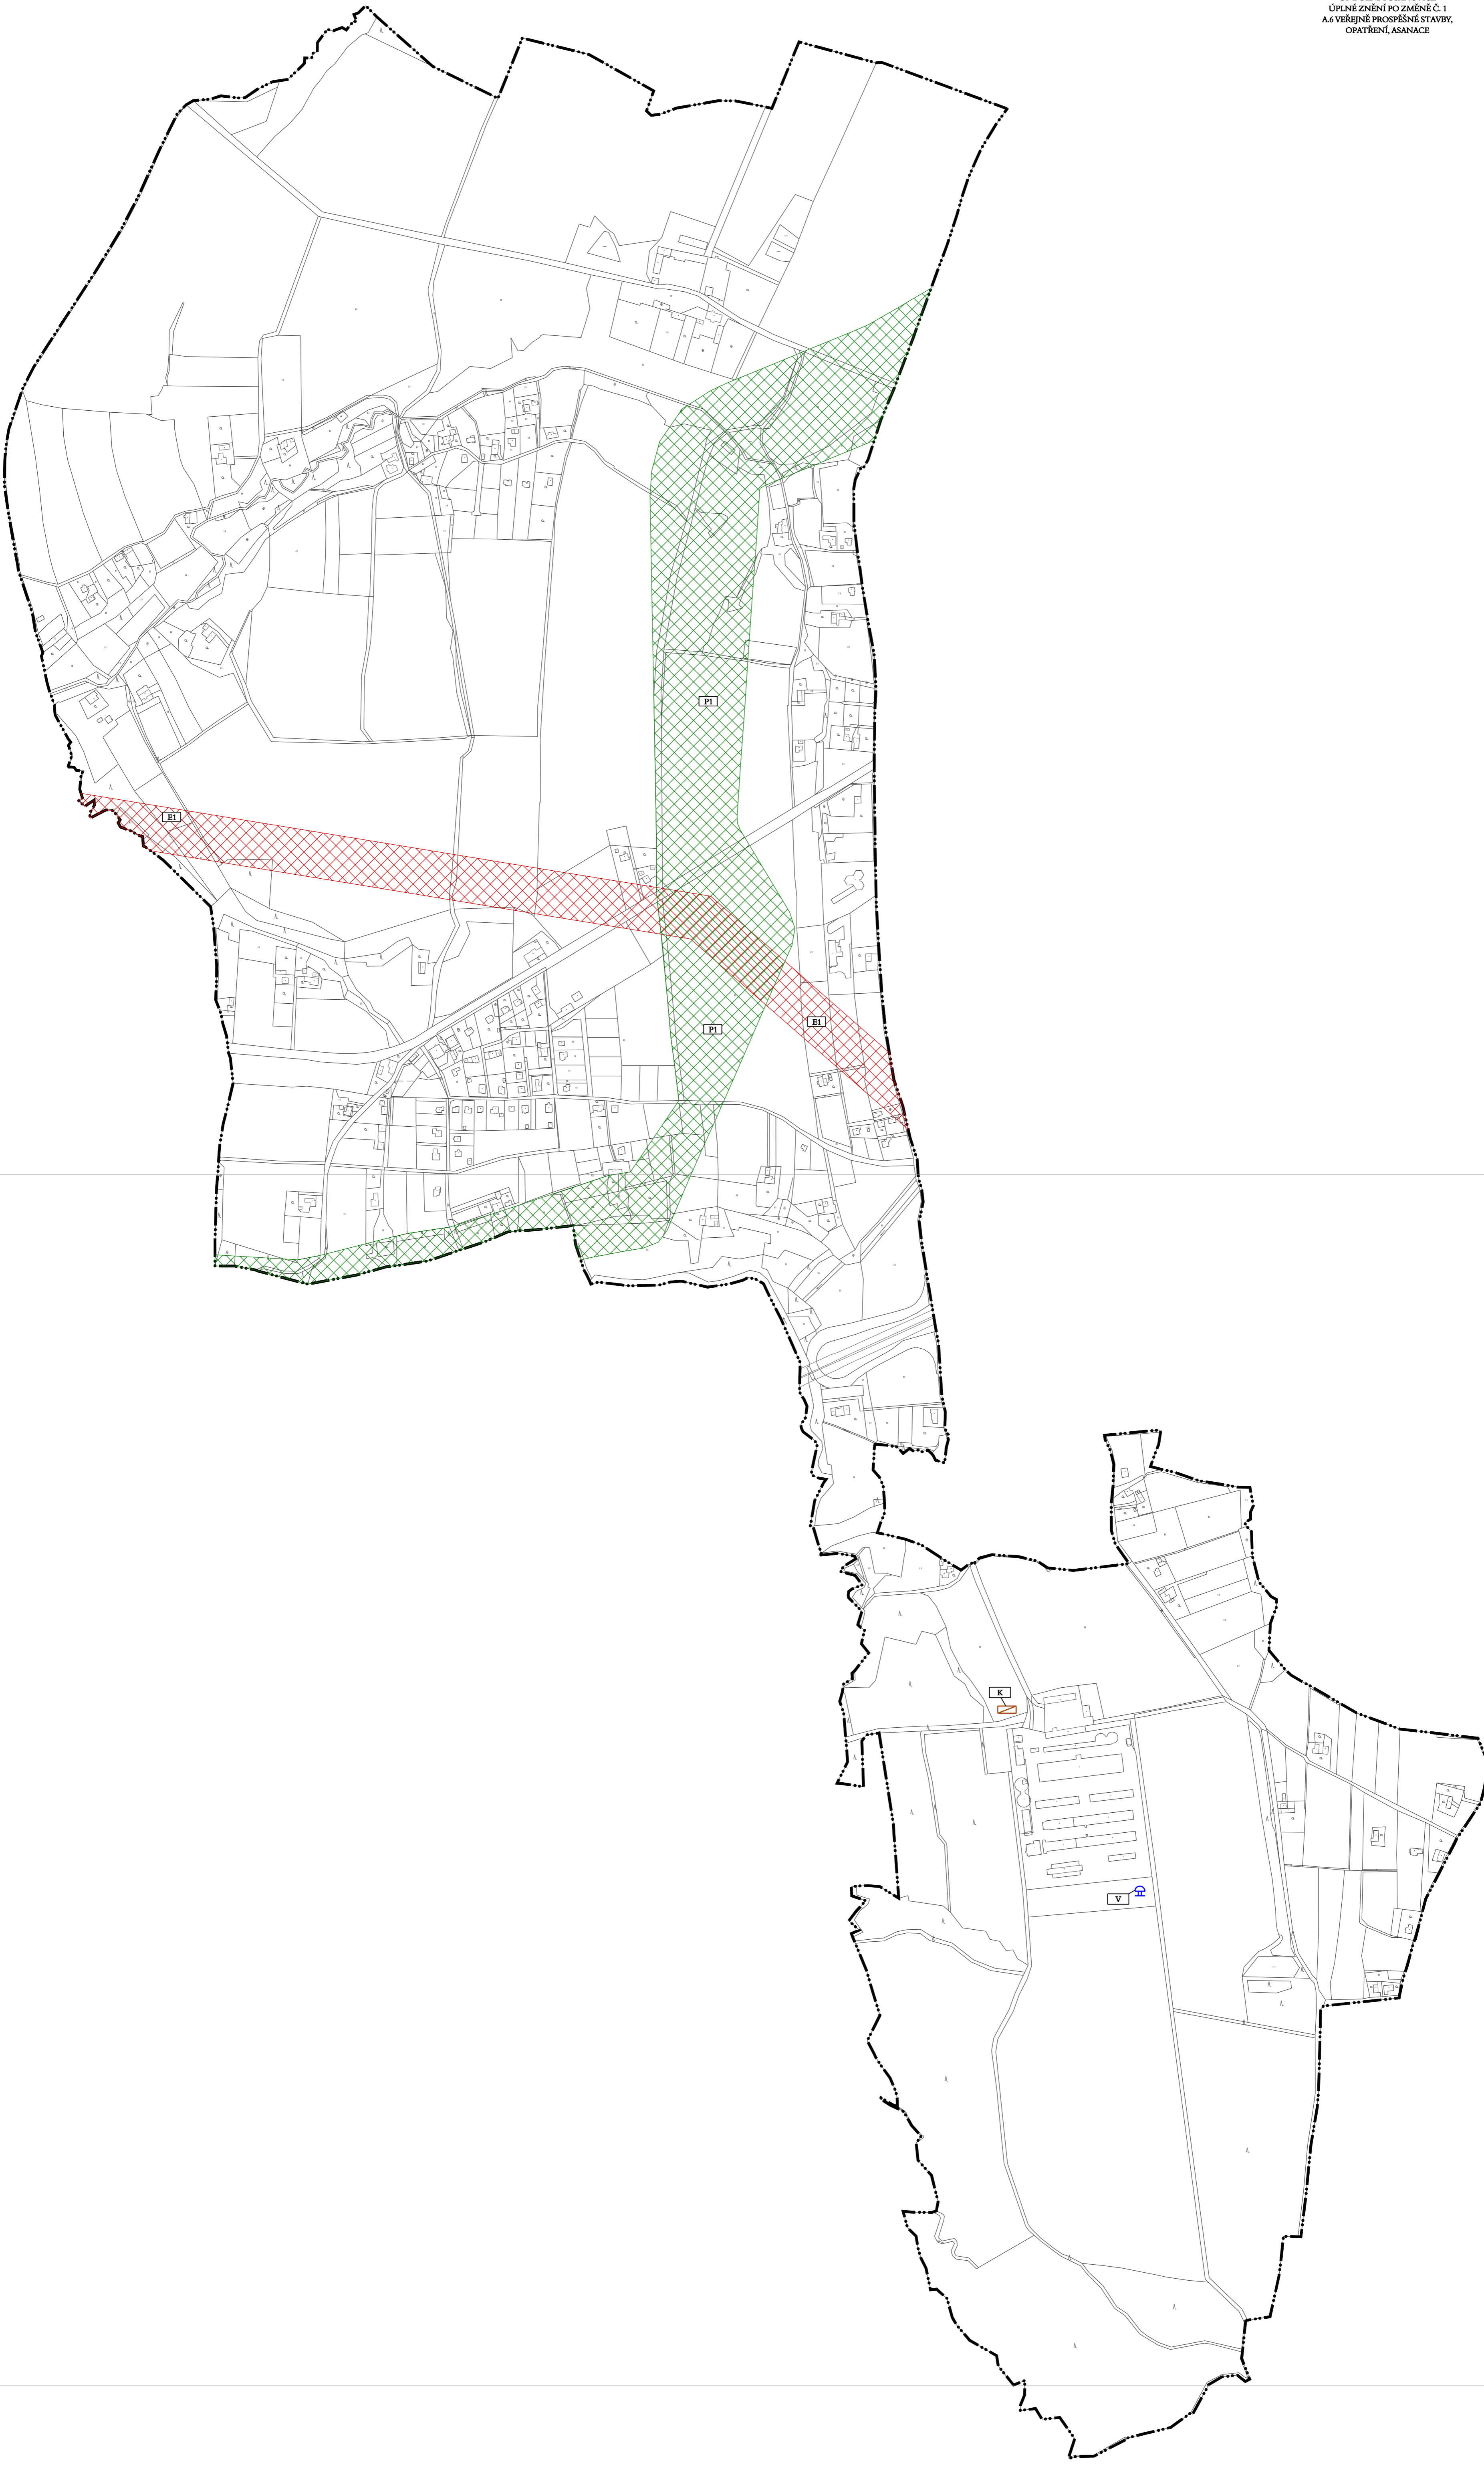 ÚPLNÉ ZNĚNÍ PO ZMĚNĚ Č. 1
A.6 VEŘEJNĚ PROSPĚŠNÉ STAVBY,
OPATŘENÍ, ASANACE
P1
E1
E1
P1
K
V